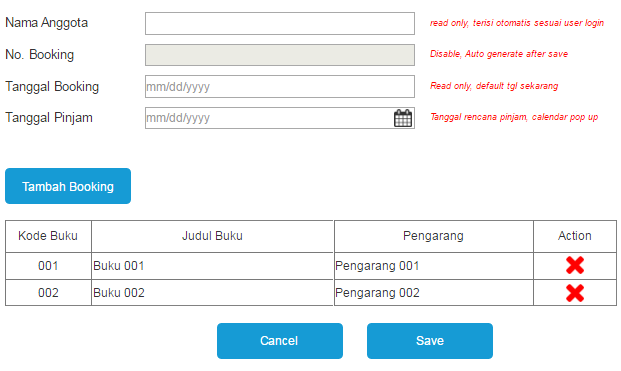 Nama Anggota read only, terisi otomatis sesuai user login
No. Booking Disable, Auto generate after save
Tanggal Booking mm/dd/yyyy Read only, default tgl sekarang
Tanggal Pinjam mm/dd/yyyy Tanggal rencana pinjam, calendar pop up
Tambah Booking
Kode Buku Judul Buku Pengarang Action
001 Buku 001 Pengarang 001
002 Buku 002 Pengarang 002
Cancel Save